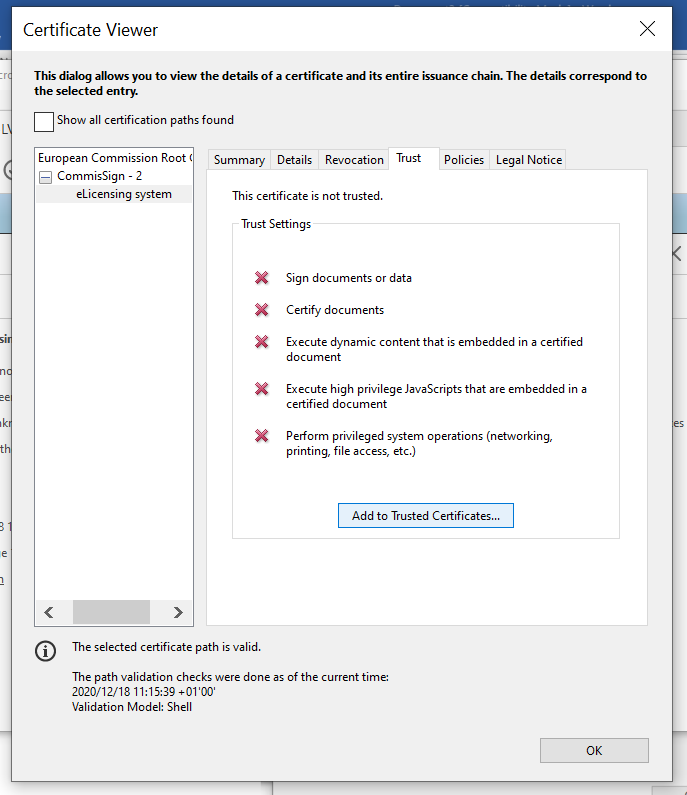 Certificate Viewer
This dialog allows you to view the details of a certificate and its entire issuance chain. The details correspond to
the selected entry.
Show all certification paths found
European Commission Root
CommisSign - 2
eLicensing system
Summary
Details
Revocation
Trust
Policies
Legal Notice
This certificate is not trusted.
Trust Settings
Sign documents or data
Certify documents
Execute dynamic content that is embedded in a certified
document
Execute high privilege JavaScripts that are embedded in a
certified document
Perform privileged system operations (networking,
printing, file access, etc.)
Add to Trusted Certificates...
The selected certificate path is valid.
The path validation checks were done as of the current time:
2020/12/18 11:15:39 +01'00'
Validation Model: Shell
OK